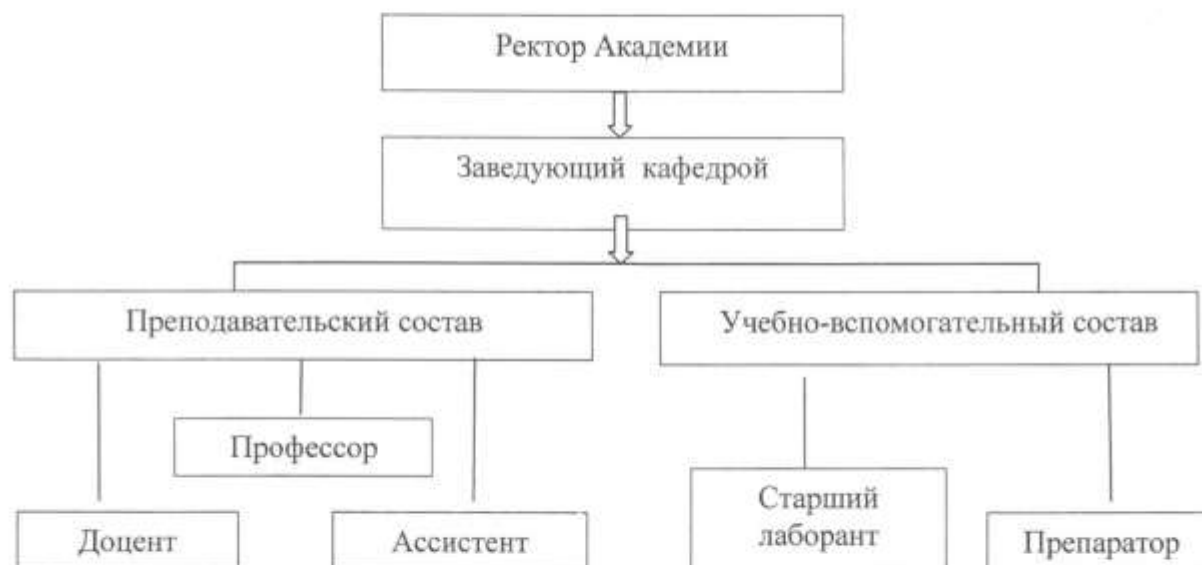 Ректор Академии
Заведующий кафедрой
Преподавательский состав
Учебно-вспомогательный состав
Профессор
Старший
лаборант
Доцент
Ассистент
Препаратор